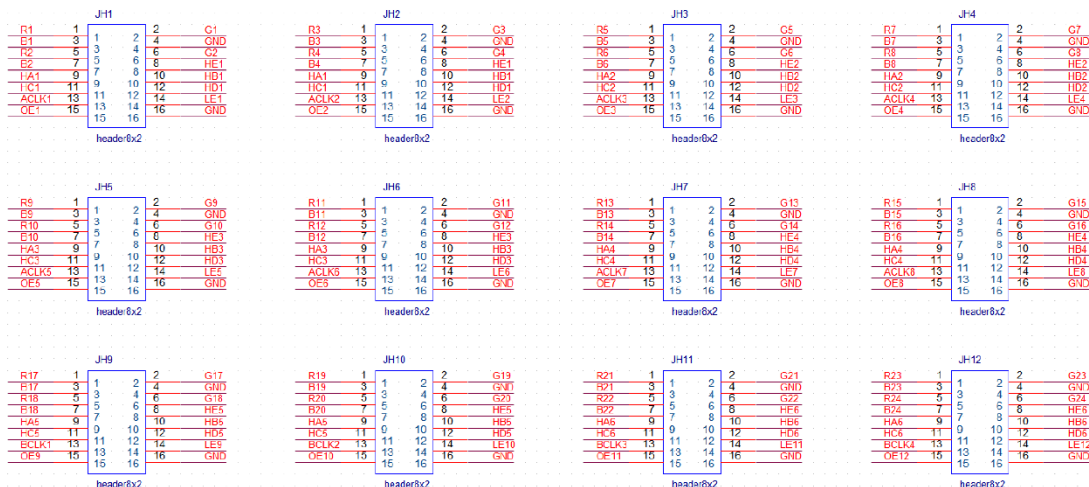 JH1
R1 1 1 2 2 G1
B1 3 3 4 4 GND
R2 5 5 6 6 G2
B2 7 7 8 8 HE1
HA1 9 9 10 10 HB1
HC1 11 11 12 12 HD1
ACLK1 13 13 14 14 LE1
OE1 15 15 16 16 GND
header8x2
JH2
R3 1 1 2 2 G3
B3 3 3 4 4 GND
R4 5 5 6 6 G4
B4 7 7 8 8 HE1
HA1 9 9 10 10 HB1
HC1 11 11 12 12 HD1
ACLK2 13 13 14 14 LE2
OE2 15 15 16 16 GND
header8x2
JH3
R5 1 1 2 2 G5
B5 3 3 4 4 GND
R6 5 5 6 6 G6
B6 7 7 8 8 HE2
HA2 9 9 10 10 HB2
HC2 11 11 12 12 HD2
ACLK3 13 13 14 14 LE3
OE3 15 15 16 16 GND
header8x2
JH4
R7 1 1 2 2 G7
B7 3 3 4 4 GND
R8 5 5 6 6 G8
B8 7 7 8 8 HE2
HA2 9 9 10 10 HB2
HC2 11 11 12 12 HD2
ACLK4 13 13 14 14 LE4
OE4 15 15 16 16 GND
header8x2
JH5
R9 1 1 2 2 G9
B9 3 3 4 4 GND
R10 5 5 6 6 G10
B10 7 7 8 8 HE3
HA3 9 9 10 10 HB3
HC3 11 11 12 12 HD3
ACLK5 13 13 14 14 LE5
OE5 15 15 16 16 GND
header8x2
JH6
R11 1 1 2 2 G11
B11 3 3 4 4 GND
R12 5 5 6 6 G12
B12 7 7 8 8 HE3
HA3 9 9 10 10 HB3
HC3 11 11 12 12 HD3
ACLK6 13 13 14 14 LE6
OE6 15 15 16 16 GND
header8x2
JH7
R13 1 1 2 2 G13
B13 3 3 4 4 GND
R14 5 5 6 6 G14
B14 7 7 8 8 HE4
HA4 9 9 10 10 HB4
HC4 11 11 12 12 HD4
ACLK7 13 13 14 14 LE7
OE7 15 15 16 16 GND
header8x2
JH8
R15 1 1 2 2 G15
B15 3 3 4 4 GND
R16 5 5 6 6 G16
B16 7 7 8 8 HE4
HA4 9 9 10 10 HB4
HC4 11 11 12 12 HD4
ACLK8 13 13 14 14 LE8
OE8 15 15 16 16 GND
header8x2
JH9
R17 1 1 2 2 G17
B17 3 3 4 4 GND
R18 5 5 6 6 G18
B18 7 7 8 8 HE5
HA5 9 9 10 10 HB5
HC5 11 11 12 12 HD5
BCLK1 13 13 14 14 LE9
OE9 15 15 16 16 GND
header8x2
JH10
R19 1 1 2 2 G19
B19 3 3 4 4 GND
R20 5 5 6 6 G20
B20 7 7 8 8 HE5
HA5 9 9 10 10 HB5
HC5 11 11 12 12 HD5
BCLK2 13 13 14 14 LE10
OE10 15 15 16 16 GND
header8x2
JH11
R21 1 1 2 2 G21
B21 3 3 4 4 GND
R22 5 5 6 6 G22
B22 7 7 8 8 HE6
HA6 9 9 10 10 HB6
HC6 11 11 12 12 HD6
BCLK3 13 13 14 14 LE11
OE11 15 15 16 16 GND
header8x2
JH12
R23 1 1 2 2 G23
B23 3 3 4 4 GND
R24 5 5 6 6 G24
B24 7 7 8 8 HE6
HA6 9 9 10 10 HB6
HC6 11 11 12 12 HD6
BCLK4 13 13 14 14 LE12
OE12 15 15 16 16 GND
header8x2